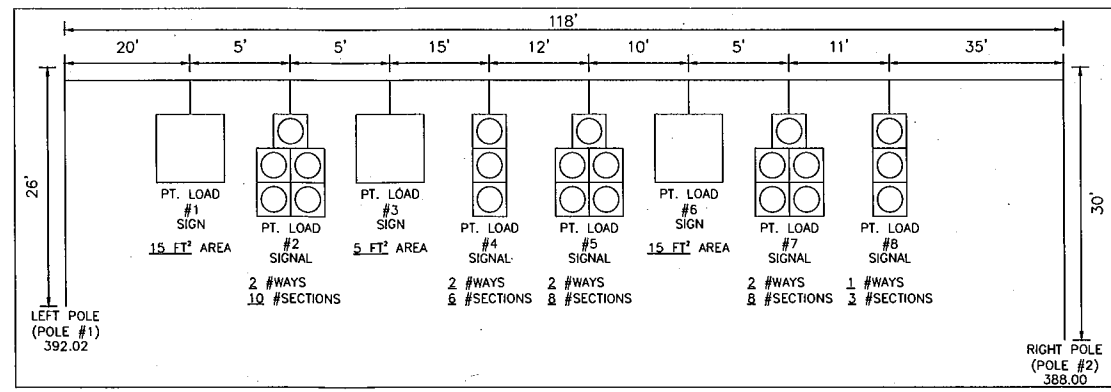 118'
20' 5' 5' 15' 12' 10' 5' 11' 35'
26'
30'
PT. LOAD
#1
SIGN
15 FT² AREA
PT. LOAD
#2
SIGNAL
2 #WAYS
10 #SECTIONS
PT. LOAD
#3
SIGN
5 FT² AREA
PT. LOAD
#4
SIGNAL
2 #WAYS
6 #SECTIONS
PT. LOAD
#5
SIGNAL
2 #WAYS
8 #SECTIONS
PT. LOAD
#6
SIGN
15 FT² AREA
PT. LOAD
#7
SIGNAL
2 #WAYS
8 #SECTIONS
PT. LOAD
#8
SIGNAL
1 #WAYS
3 #SECTIONS
LEFT POLE
(POLE #1)
392.02
RIGHT POLE
(POLE #2)
388.00